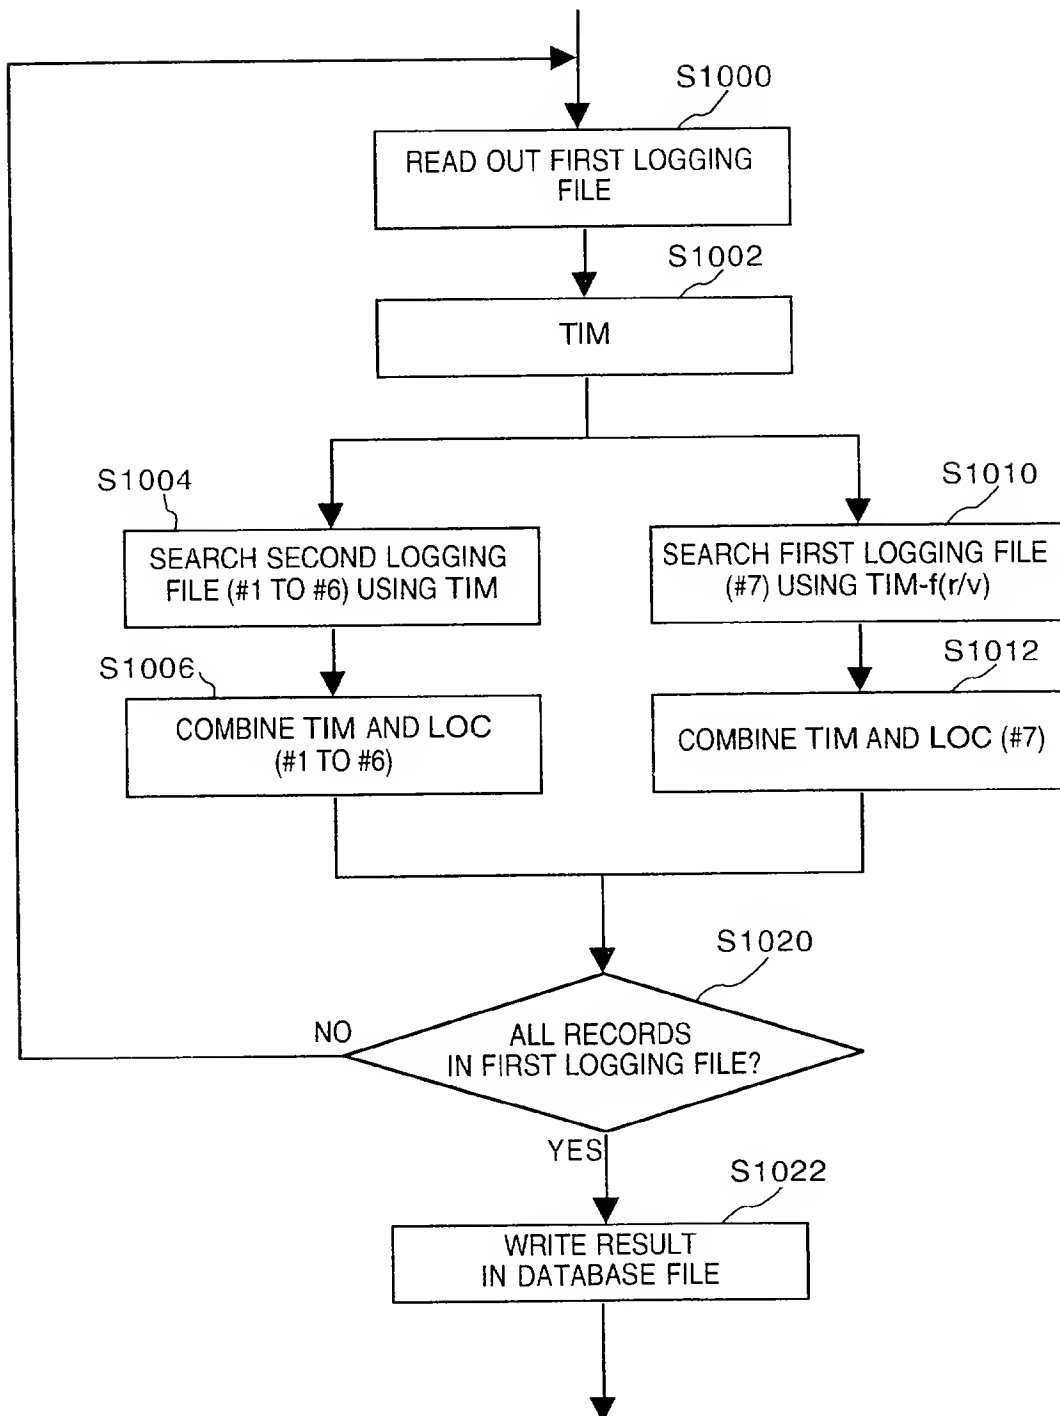 S1000
READ OUT FIRST LOGGING
FILE
S1002
TIM
S1004
SEARCH SECOND LOGGING
FILE (#1 TO #6) USING TIM
S1010
SEARCH FIRST LOGGING FILE
(#7) USING TIM-f(r/v)
S1006
COMBINE TIM AND LOC
(#1 TO #6)
S1012
COMBINE TIM AND LOC (#7)
S1020
ALL RECORDS
IN FIRST LOGGING FILE?
NO
YES
S1022
WRITE RESULT
IN DATABASE FILE